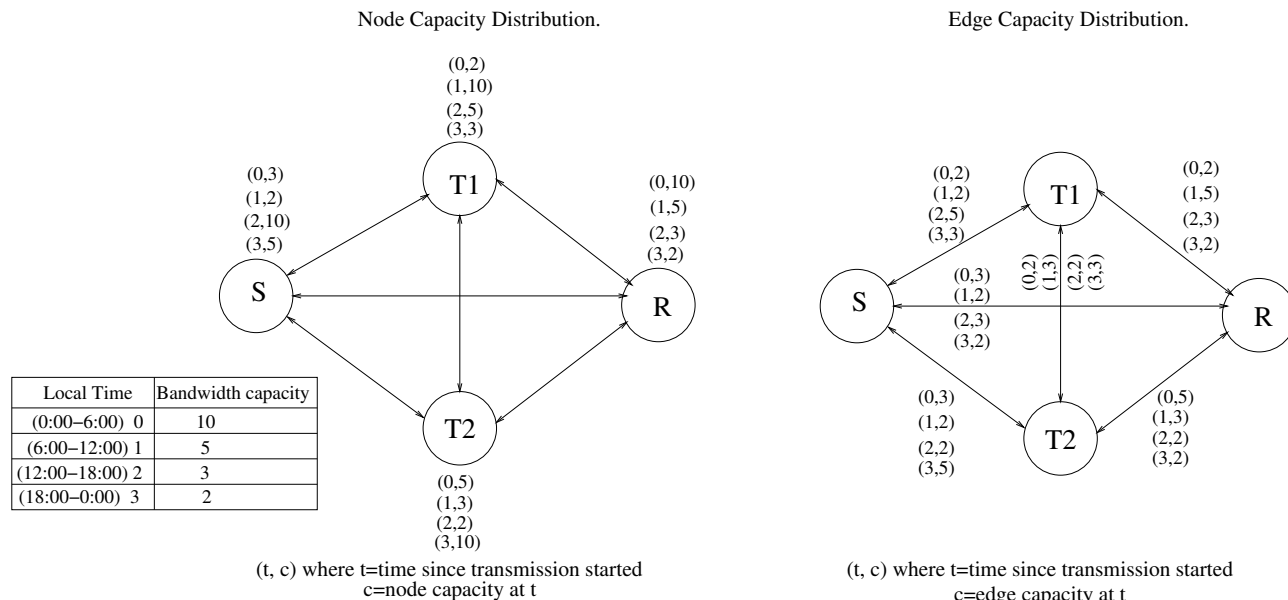 Node Capacity Distribution.
(0,2)
(1,10)
(2,5)
(3,3)
T1
(0,3)
(1,2)
(2,10)
(3,5)
S
(0,10)
(1,5)
(2,3)
(3,2)
R
T2
(0,5)
(1,3)
(2,2)
(3,10)
Local Time Bandwidth capacity
(0:00−6:00) 0 10
(6:00−12:00) 1 5
(12:00−18:00) 2 3
(18:00−0:00) 3 2
(t, c) where t=time since transmission started
c=node capacity at t
Edge Capacity Distribution.
T1
(0,2)
(1,2)
(2,5)
(3,3)
(0,2)
(1,5)
(2,3)
(3,2)
(0,2)
(1,3)
(2,2)
(3,3)
S
(0,3)
(1,2)
(2,3)
(3,2)
R
T2
(0,3)
(1,2)
(2,2)
(3,5)
(0,5)
(1,3)
(2,2)
(3,2)
(t, c) where t=time since transmission started
c=edge capacity at t